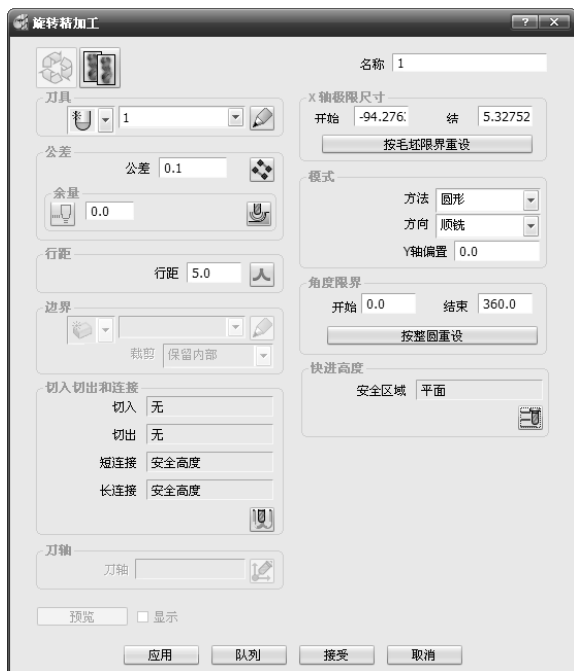 旋转精加工
名称 1
刀具
1
公差
公差 0.1
余量
0.0
行距
行距 5.0
边界
裁剪 保留内部
切入切出和连接
切入 无
切出 无
短连接 安全高度
长连接 安全高度
刀轴
刀轴
X 轴极限尺寸
开始 -94.276 结 5.32752
按毛坯限界重设
模式
方法 圆形
方向 顺铣
Y轴偏置 0.0
角度限界
开始 0.0 结束 360.0
按整圆重设
快进高度
安全区域 平面
预览 显示
应用 队列 接受 取消